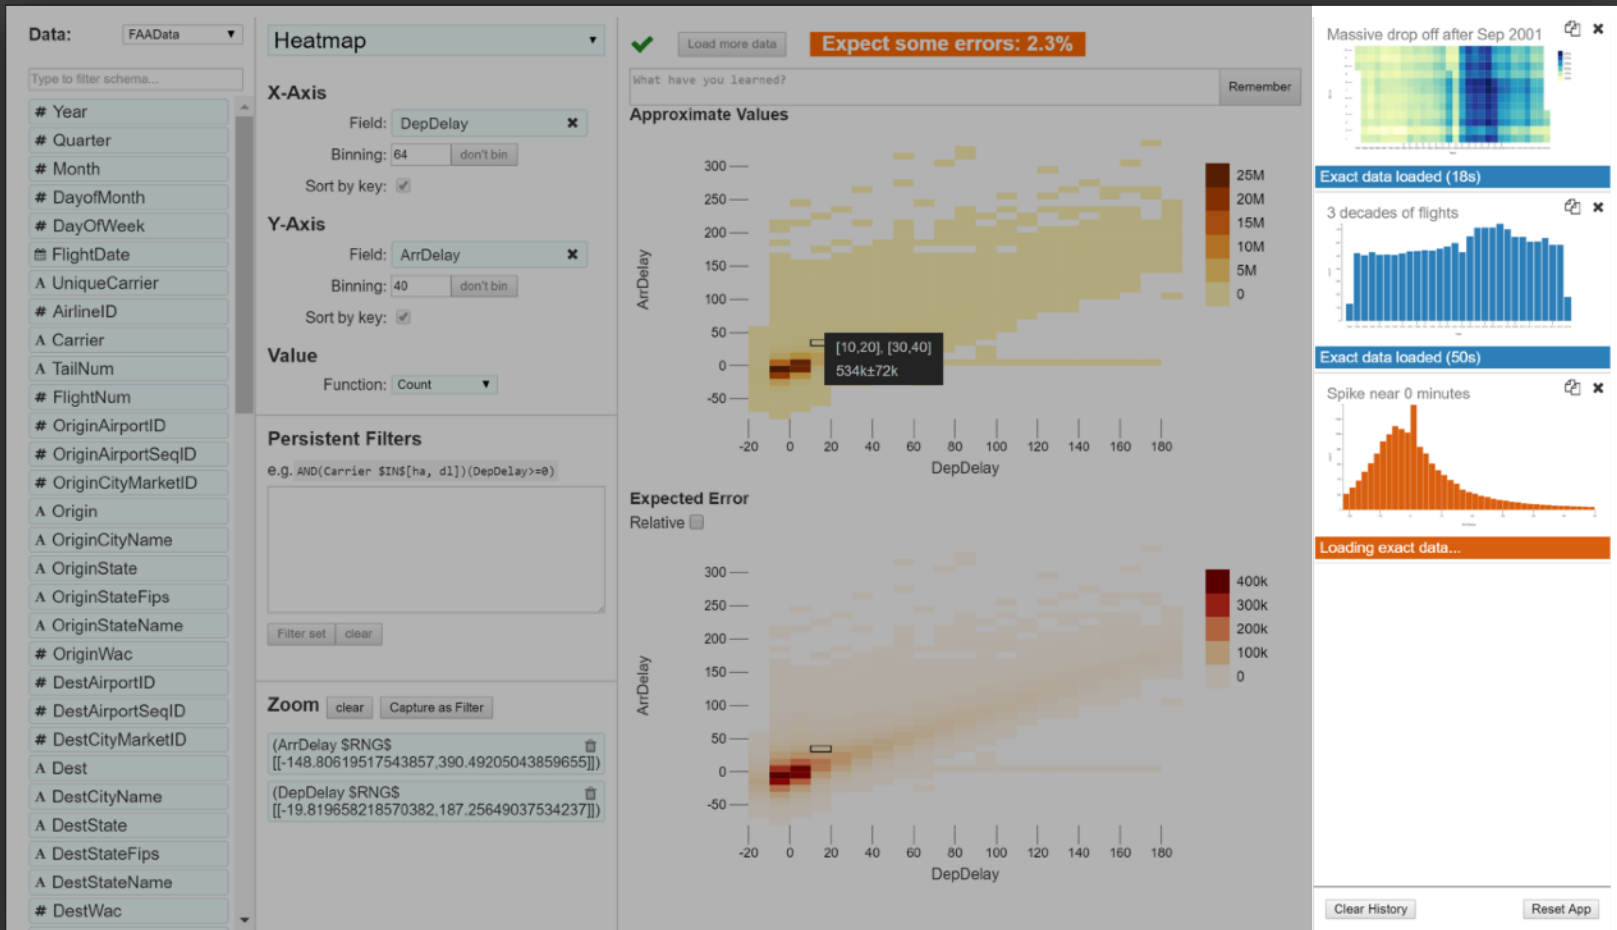 Data:
FAAData
Type to filter schema...
# Year
# Quarter
# Month
# DayofMonth
# DayOfWeek
FlightDate
A UniqueCarrier
# AirlineID
A Carrier
A TailNum
# FlightNum
# OriginAirportID
# OriginAirportSeqID
# OriginCityMarketID
A Origin
A OriginCityName
A OriginState
A OriginStateFips
A OriginStateName
# OriginWac
# DestAirportID
# DestAirportSeqID
# DestCityMarketID
A Dest
A DestCityName
A DestState
A DestStateFips
A DestStateName
# DestWac
Heatmap
X-Axis
Field: DepDelay
Binning: 64 don't bin
Sort by key:
Y-Axis
Field: ArrDelay
Binning: 40 don't bin
Sort by key:
Value
Function: Count
Persistent Filters
e.g. AND(Carrier $IN$[ha, dl])(DepDelay>=0)
Filter set clear
Zoom clear Capture as Filter
(ArrDelay $RNG$
[[-148.80619517543857,390.49205043859655]])
(DepDelay $RNG$
[[-19.819658218570382,187.25649037534237]])
Load more data
Expect some errors: 2.3%
What have you learned?
Remember
Approximate Values
300
250
200
150
100
50
0
-50
ArrDelay
-20 0 20 40 60 80 100 120 140 160 180
DepDelay
25M
20M
15M
10M
5M
0
[10,20], [30,40]
534k±72k
Expected Error
Relative
300
250
200
150
100
50
0
-50
ArrDelay
-20 0 20 40 60 80 100 120 140 160 180
DepDelay
400k
300k
200k
100k
0
Massive drop off after Sep 2001
Exact data loaded (18s)
3 decades of flights
Exact data loaded (50s)
Spike near 0 minutes
Loading exact data...
Clear History
Reset App